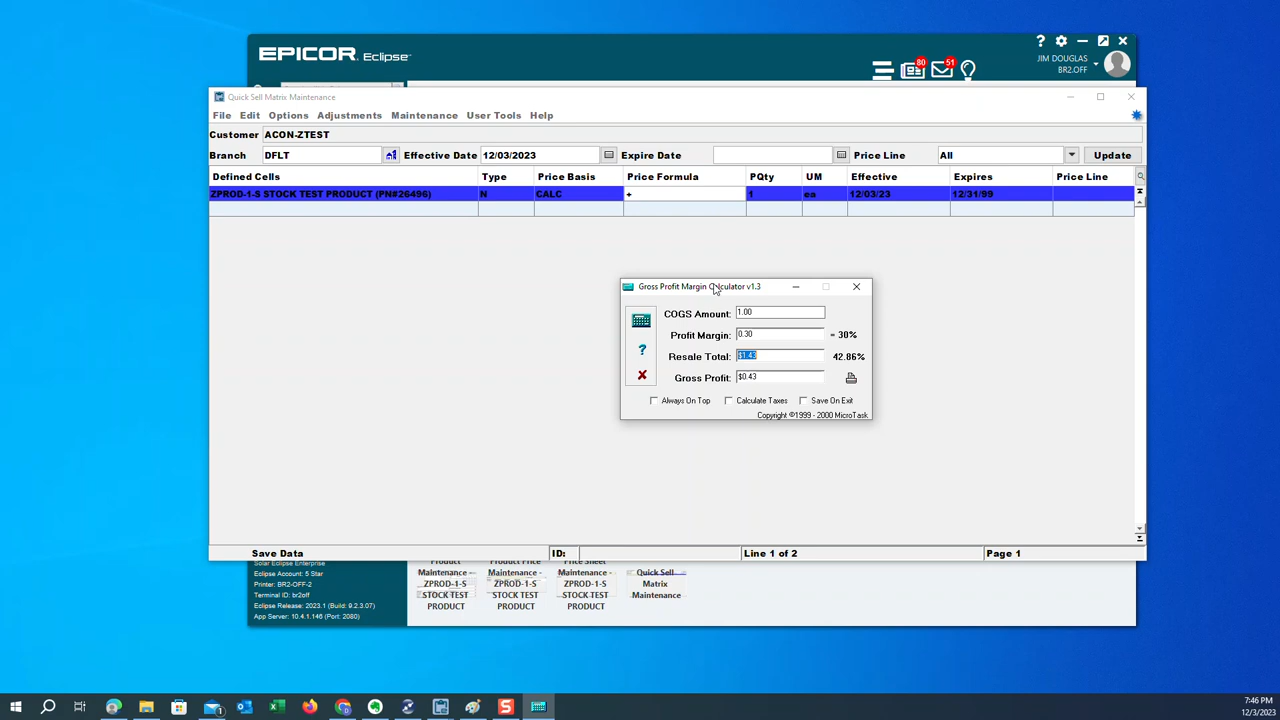 EPICOR Eclipse
80
51
JIM DOUGLAS
BR2.OFF
Quick Sell Matrix Maintenance
File Edit Options Adjustments Maintenance User Tools Help
Customer ACON-ZTEST
Branch DFLT Effective Date 12/03/2023 Expire Date Price Line All Update
Defined Cells Type Price Basis Price Formula PQty UM Effective Expires Price Line
ZPROD-1-S STOCK TEST PRODUCT (PN#26496) N CALC + 1 ea 12/03/23 12/31/99
Gross Profit Margin Calculator v1.3
COGS Amount: 1.00
Profit Margin: 0.30 = 30%
Resale Total: $1.43 42.86%
Gross Profit: $0.43
Always On Top Calculate Taxes Save On Exit
Copyright ©1999 - 2000 MicroTask
Save Data ID: Line 1 of 2 Page 1
Solar Eclipse Enterprise
Eclipse Account: 5 Star
Printer: BR2-OFF-2
Terminal ID: br2off
Eclipse Release: 2023.1 (Build: 9.2.3.07)
App Server: 10.4.1.146 (Port: 2080)
Product
Maintenance -
ZPROD-1-S
STOCK TEST
PRODUCT
Product Price
Maintenance -
ZPROD-1-S
STOCK TEST
PRODUCT
Price Sheet
Maintenance -
ZPROD-1-S
STOCK TEST
PRODUCT
Quick Sell
Matrix
Maintenance
7:46 PM
12/3/2023